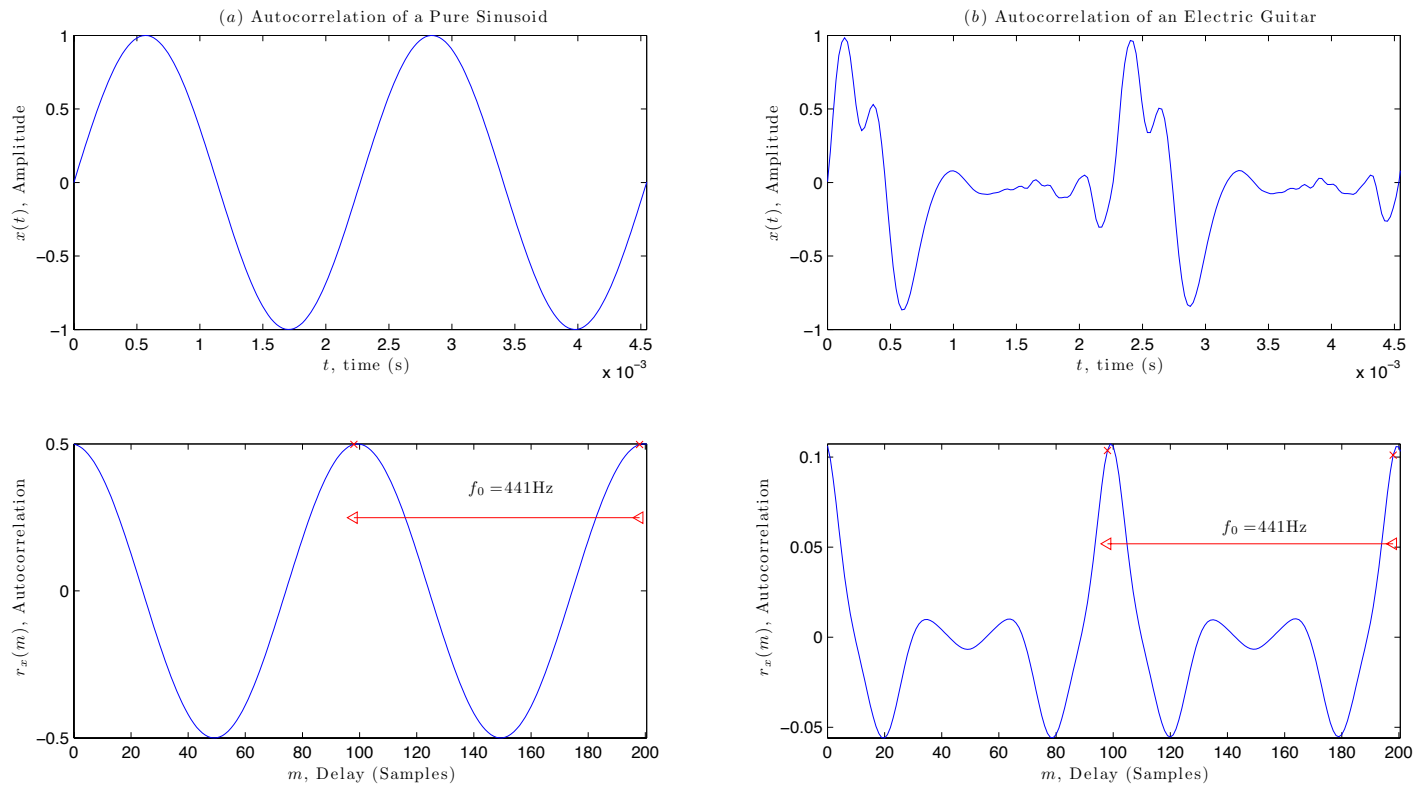 (a) Autocorrelation of a Pure Sinusoid
1
0.5
0
−0.5
−1
x(t), Amplitude
0 0.5 1 1.5 2 2.5 3 3.5 4 4.5
t, time (s)
x 10⁻³
(b) Autocorrelation of an Electric Guitar
1
0.5
0
−0.5
−1
x(t), Amplitude
0 0.5 1 1.5 2 2.5 3 3.5 4 4.5
t, time (s)
x 10⁻³
0.5
0
−0.5
r_x(m), Autocorrelation
f₀ =441Hz
0 20 40 60 80 100 120 140 160 180 200
m, Delay (Samples)
0.1
0.05
0
−0.05
r_x(m), Autocorrelation
f₀ =441Hz
0 20 40 60 80 100 120 140 160 180 200
m, Delay (Samples)